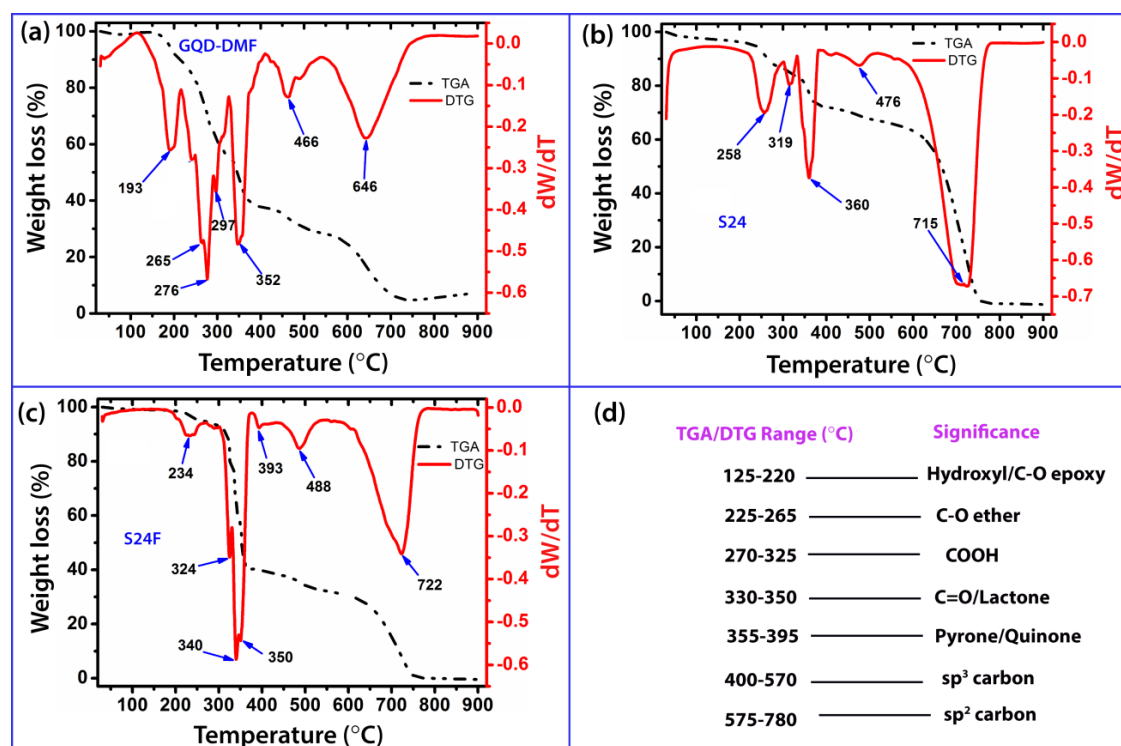 (a)
GQD-DMF
TGA
DTG
193
265
276
297
352
466
646
Weight loss (%)
100
80
60
40
20
0
dW/dT
0.0
-0.1
-0.2
-0.3
-0.4
-0.5
-0.6
100 200 300 400 500 600 700 800 900
Temperature (°C)
(b)
S24
TGA
DTG
258
319
360
476
715
Weight loss (%)
100
80
60
40
20
0
dW/dT
0.0
-0.1
-0.2
-0.3
-0.4
-0.5
-0.6
-0.7
100 200 300 400 500 600 700 800 900
Temperature (°C)
(c)
S24F
TGA
DTG
234
324
340
350
393
488
722
Weight loss (%)
100
80
60
40
20
0
dW/dT
0.0
-0.1
-0.2
-0.3
-0.4
-0.5
-0.6
100 200 300 400 500 600 700 800 900
Temperature (°C)
(d)
TGA/DTG Range (°C) Significance
125-220 Hydroxyl/C-O epoxy
225-265 C-O ether
270-325 COOH
330-350 C=O/Lactone
355-395 Pyrone/Quinone
400-570 sp³ carbon
575-780 sp² carbon